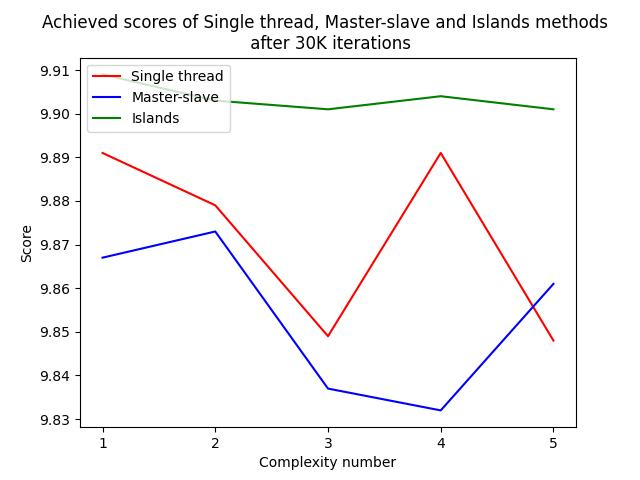 Achieved scores of Single thread, Master-slave and Islands methods
after 30K iterations
9.91
9.90
9.89
9.88
9.87
9.86
9.85
9.84
9.83
Score
Single thread
Master-slave
Islands
1 2 3 4 5
Complexity number